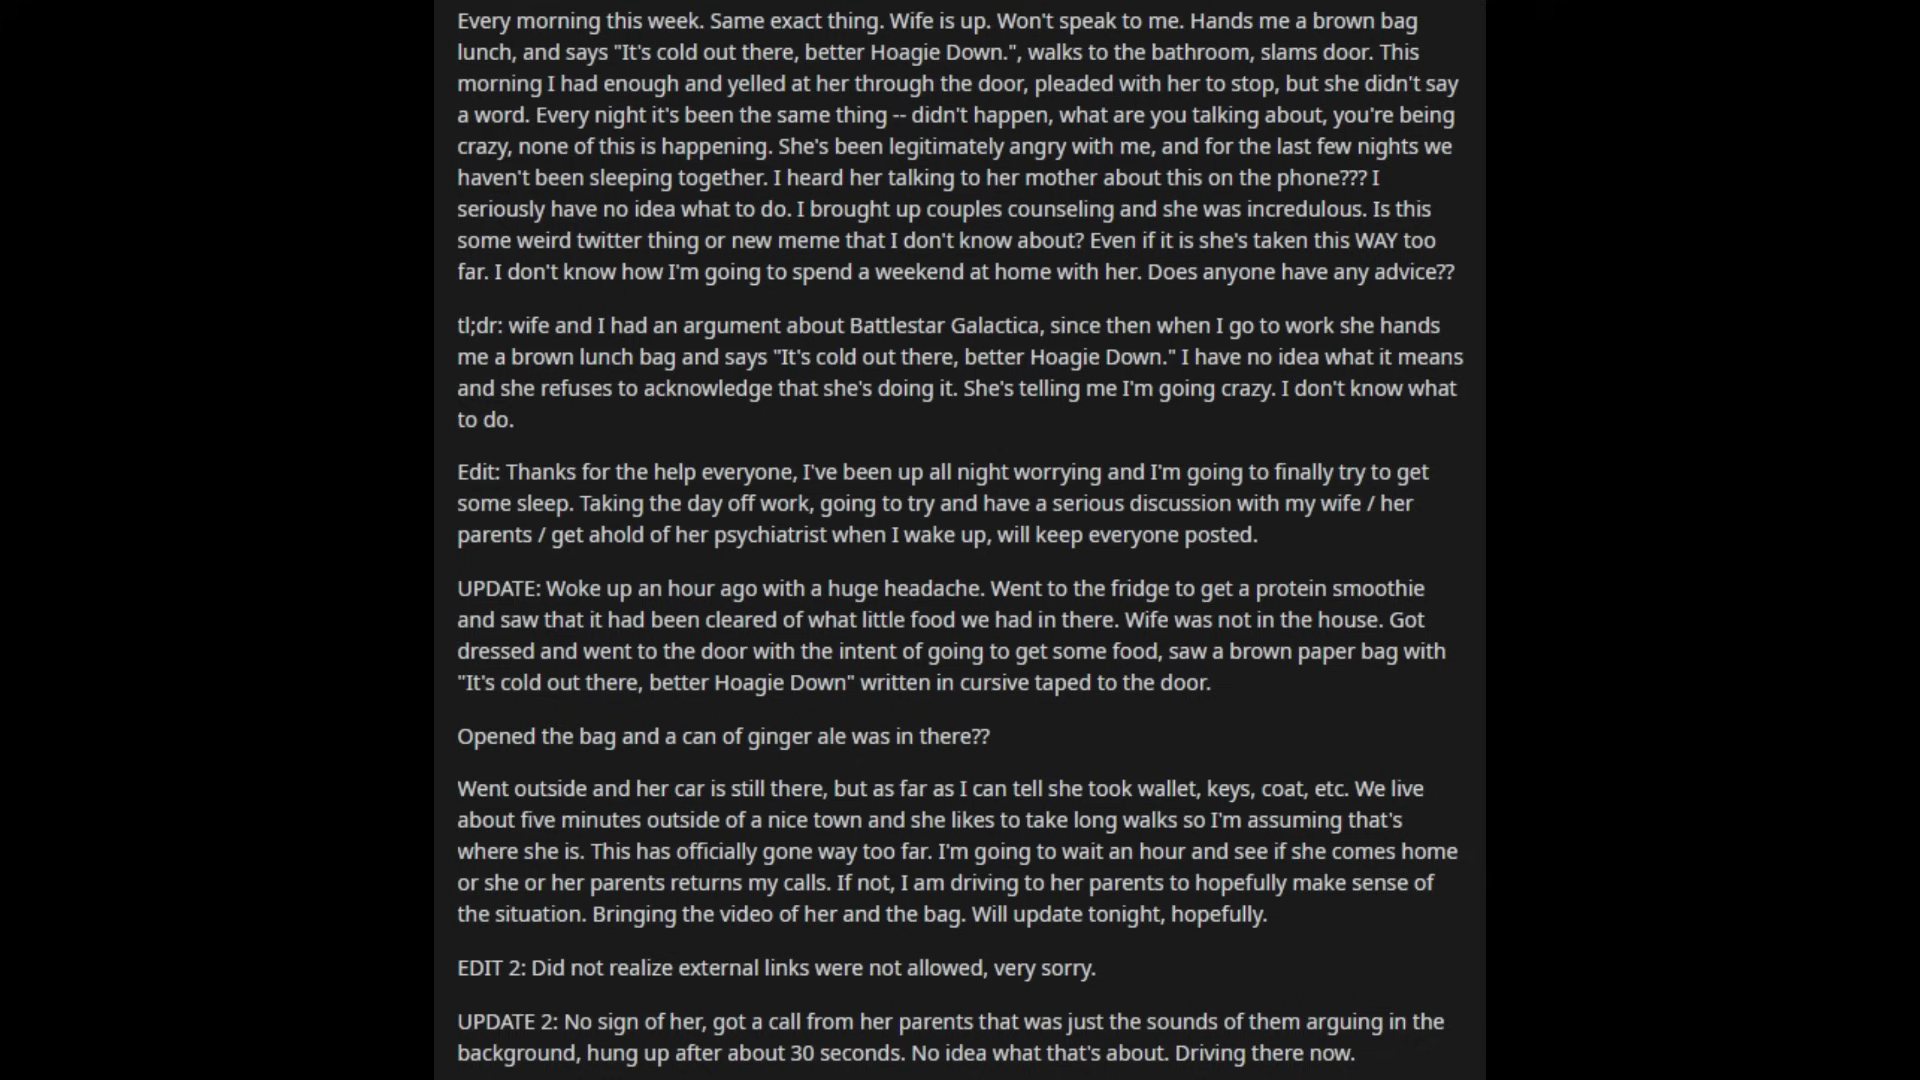 Every morning this week. Same exact thing. Wife is up. Won't speak to me. Hands me a brown bag
lunch, and says "It's cold out there, better Hoagie Down.", walks to the bathroom, slams door. This
morning I had enough and yelled at her through the door, pleaded with her to stop, but she didn't say
a word. Every night it's been the same thing -- didn't happen, what are you talking about, you're being
crazy, none of this is happening. She's been legitimately angry with me, and for the last few nights we
haven't been sleeping together. I heard her talking to her mother about this on the phone??? I
seriously have no idea what to do. I brought up couples counseling and she was incredulous. Is this
some weird twitter thing or new meme that I don't know about? Even if it is she's taken this WAY too
far. I don't know how I'm going to spend a weekend at home with her. Does anyone have any advice??
tl;dr: wife and I had an argument about Battlestar Galactica, since then when I go to work she hands
me a brown lunch bag and says "It's cold out there, better Hoagie Down." I have no idea what it means
and she refuses to acknowledge that she's doing it. She's telling me I'm going crazy. I don't know what
to do.
Edit: Thanks for the help everyone, I've been up all night worrying and I'm going to finally try to get
some sleep. Taking the day off work, going to try and have a serious discussion with my wife / her
parents / get ahold of her psychiatrist when I wake up, will keep everyone posted.
UPDATE: Woke up an hour ago with a huge headache. Went to the fridge to get a protein smoothie
and saw that it had been cleared of what little food we had in there. Wife was not in the house. Got
dressed and went to the door with the intent of going to get some food, saw a brown paper bag with
"It's cold out there, better Hoagie Down" written in cursive taped to the door.
Opened the bag and a can of ginger ale was in there??
Went outside and her car is still there, but as far as I can tell she took wallet, keys, coat, etc. We live
about five minutes outside of a nice town and she likes to take long walks so I'm assuming that's
where she is. This has officially gone way too far. I'm going to wait an hour and see if she comes home
or she or her parents returns my calls. If not, I am driving to her parents to hopefully make sense of
the situation. Bringing the video of her and the bag. Will update tonight, hopefully.
EDIT 2: Did not realize external links were not allowed, very sorry.
UPDATE 2: No sign of her, got a call from her parents that was just the sounds of them arguing in the
background, hung up after about 30 seconds. No idea what that's about. Driving there now.